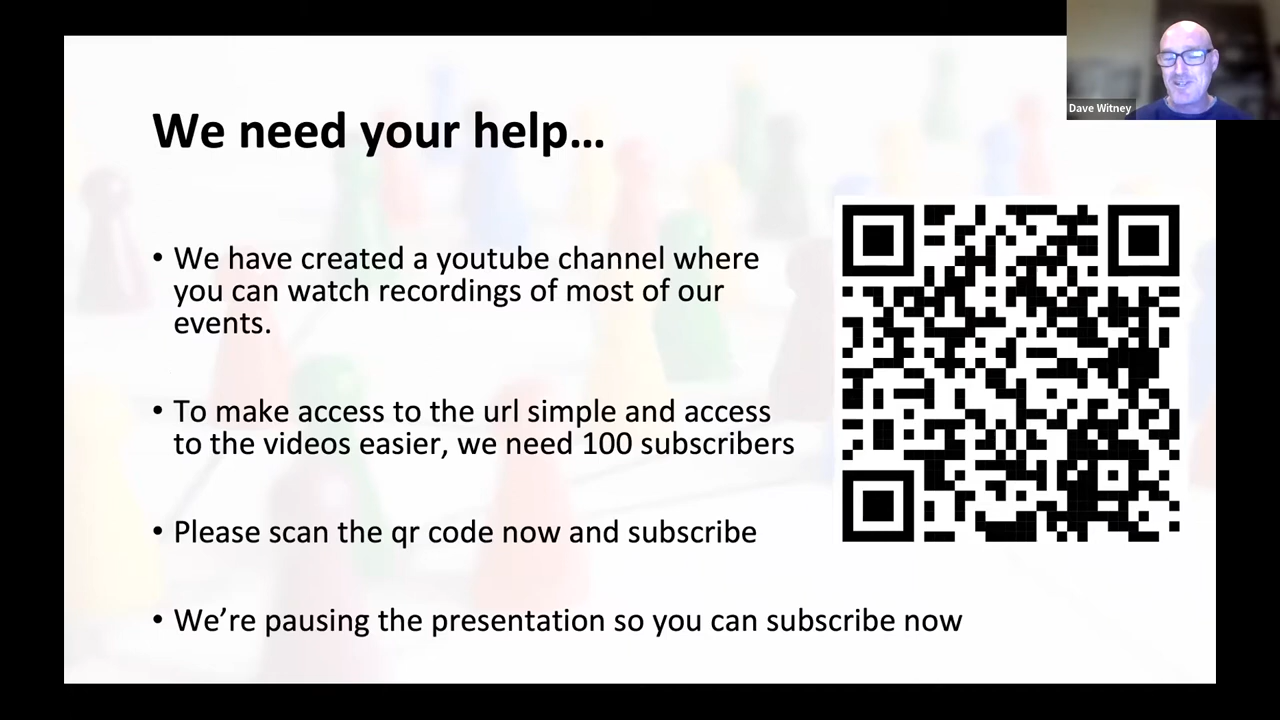 Dave Witney
We need your help…
• We have created a youtube channel where
you can watch recordings of most of our
events.
• To make access to the url simple and access
to the videos easier, we need 100 subscribers
• Please scan the qr code now and subscribe
• We’re pausing the presentation so you can subscribe now